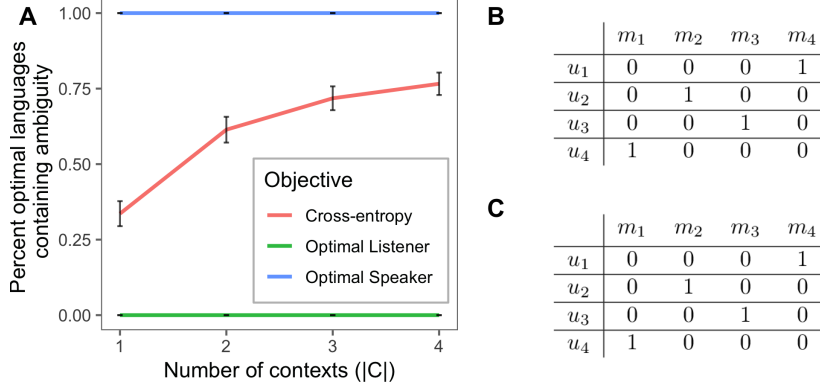 A
Percent optimal languages
containing ambiguity
1.00
0.75
0.50
0.25
0.00
1 2 3 4
Number of contexts (|C|)
Objective
Cross-entropy
Optimal Listener
Optimal Speaker
B
m₁ m₂ m₃ m₄
u₁ 0 0 0 1
u₂ 0 1 0 0
u₃ 0 0 1 0
u₄ 1 0 0 0
C
m₁ m₂ m₃ m₄
u₁ 0 0 0 1
u₂ 0 1 0 0
u₃ 0 0 1 0
u₄ 1 0 0 0